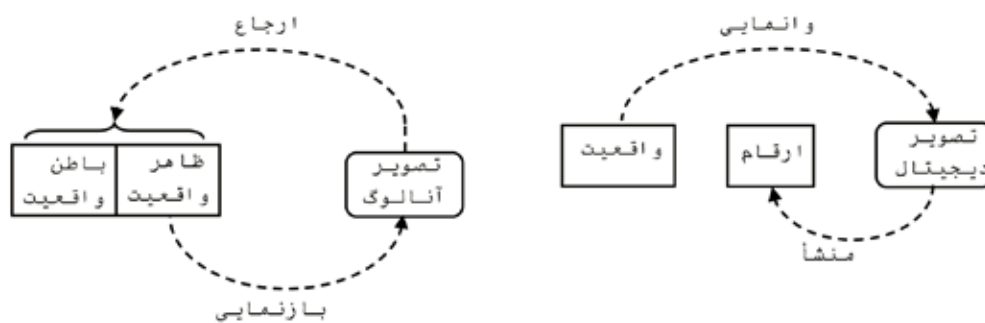 وانمایی
ارجاع
تصویر
دیجیتال
ارقام
واقعیت
تصویر
آنالوگ
ظاهر
واقعیت
باطن
واقعیت
منشأ
بازنمایی